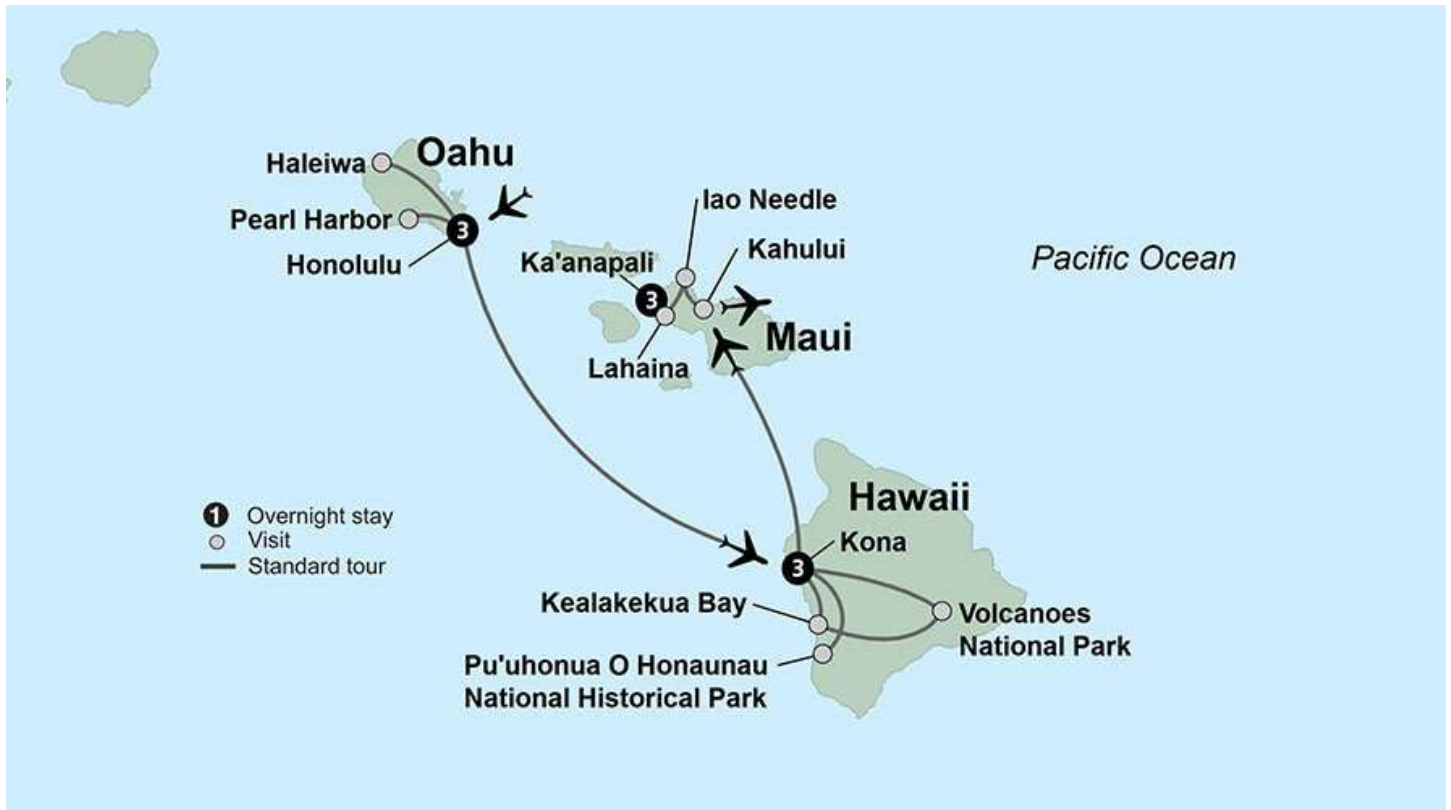 Haleiwa
Oahu
Pearl Harbor
3
Honolulu
Iao Needle
Kahului
Ka'anapali
3
Lahaina
Maui
Pacific Ocean
Hawaii
Kona
3
Kealakekua Bay
Volcanoes
National Park
Pu'uhonua O Honaunau
National Historical Park
1 Overnight stay
Visit
Standard tour